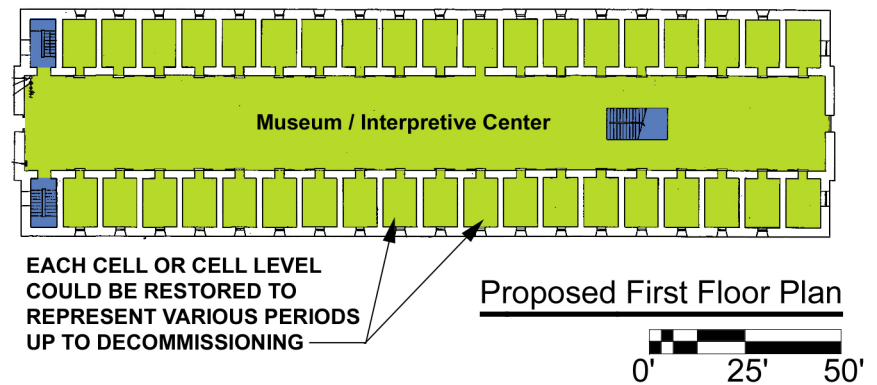 Museum / Interpretive Center
EACH CELL OR CELL LEVEL
COULD BE RESTORED TO
REPRESENT VARIOUS PERIODS
UP TO DECOMMISSIONING
Proposed First Floor Plan
0' 25' 50'